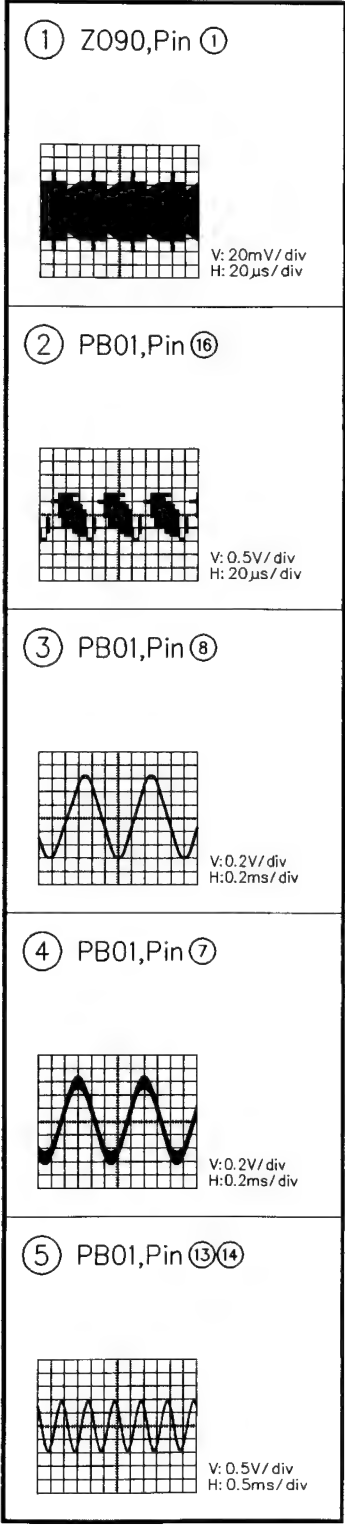 ① ZO90,Pin ①
V: 20mV/div
H: 20µs/div
② PB01,Pin ⑯
V: 0.5V/div
H: 20µs/div
③ PB01,Pin ⑧
V:0.2V/div
H:0.2ms/div
④ PB01,Pin ⑦
V:0.2V/div
H:0.2ms/div
⑤ PB01,Pin ⑬⑭
V: 0.5V/div
H: 0.5ms/div